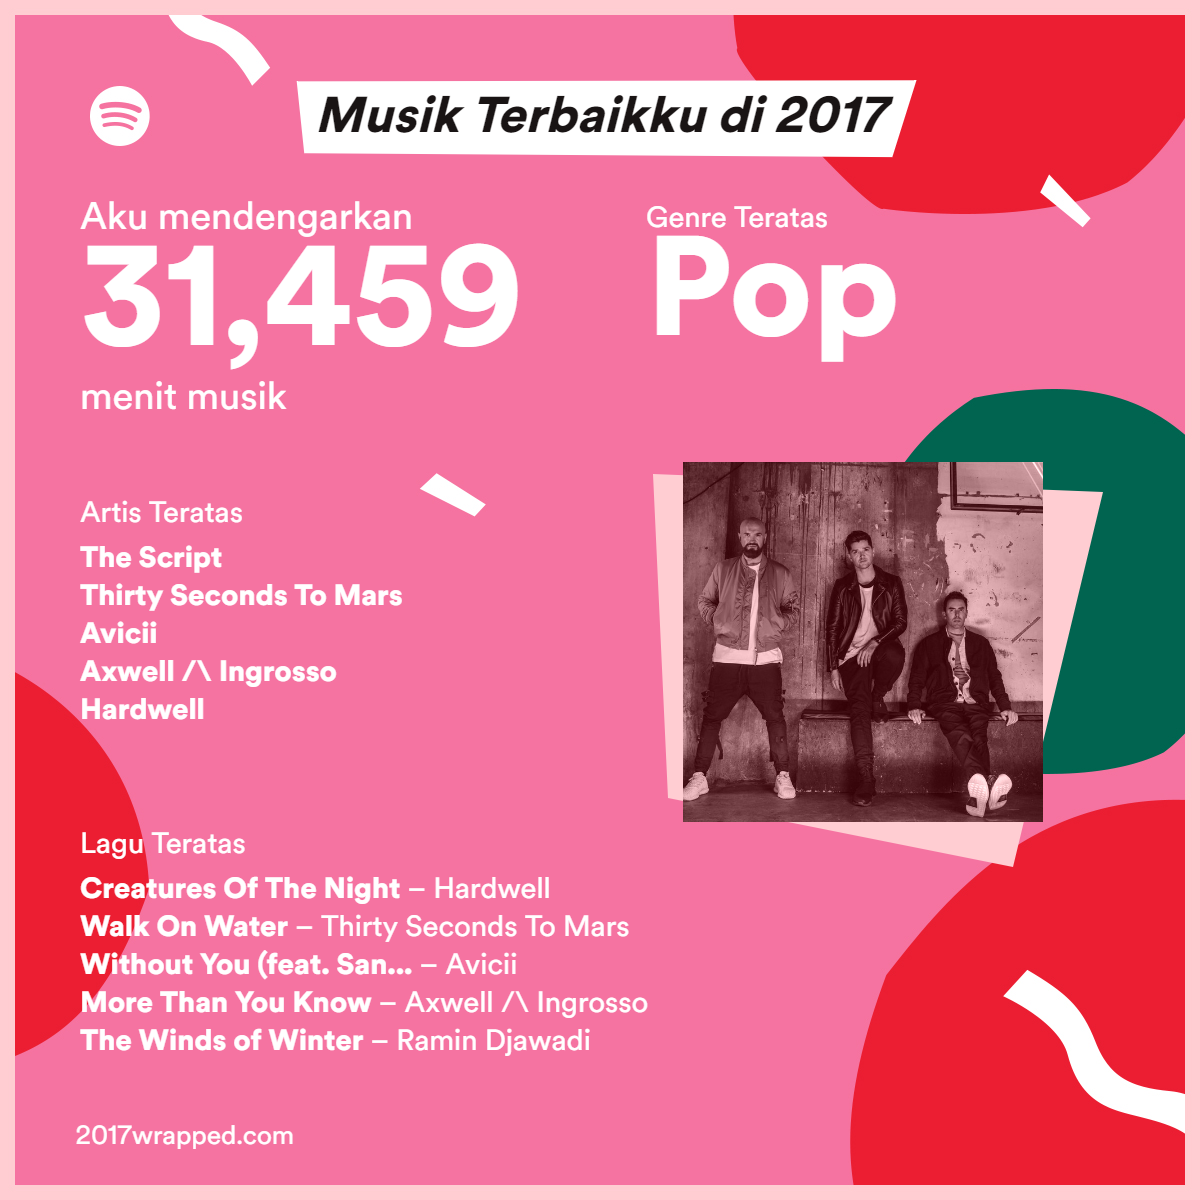 Musik Terbaikku di 2017
Aku mendengarkan
31,459
menit musik
Genre Teratas
Pop
Artis Teratas
The Script
Thirty Seconds To Mars
Avicii
Axwell /\ Ingrosso
Hardwell
Lagu Teratas
Creatures Of The Night – Hardwell
Walk On Water – Thirty Seconds To Mars
Without You (feat. San... – Avicii
More Than You Know – Axwell /\ Ingrosso
The Winds of Winter – Ramin Djawadi
2017wrapped.com